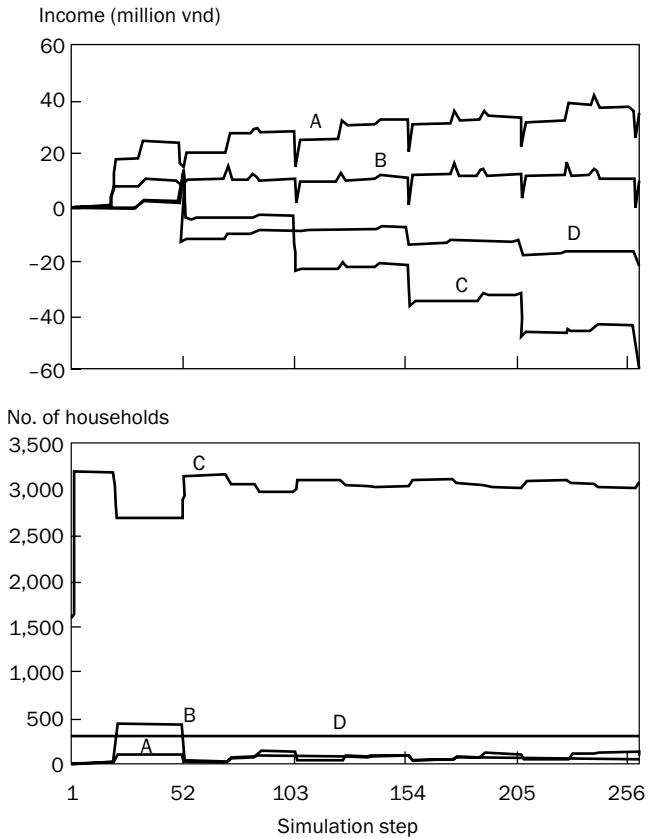 Income (million vnd)
60
40
20
0
–20
–40
–60
A
B
D
C
No. of households
3,500
3,000
2,500
2,000
1,500
1,000
500
0
C
B
D
A
1 52 103 154 205 256
Simulation step